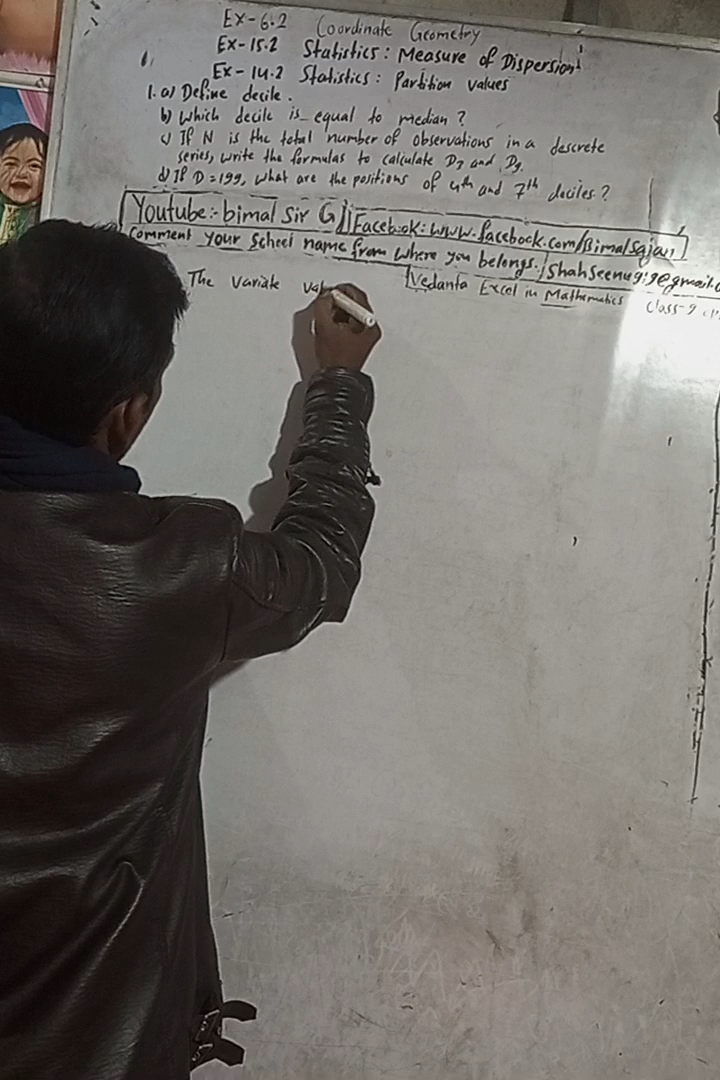 Ex-6.2 Coordinate Geometry
Ex-15.2 Statistics: Measure of Dispersion
Ex-14.2 Statistics: Partition values
1. a) Define decile.
b) Which decile is equal to median?
c) If N is the total number of observations in a descrete
series, write the formulas to calculate D7 and D9.
d) If D=199, what are the positions of 4th and 7th deciles?
Youtube:- bimal Sir G Facebook: www.facebook.com/Bimalsajan
Comment your School name from where you belongs.
Vedanta Excel in Mathematics Class-9
The variate